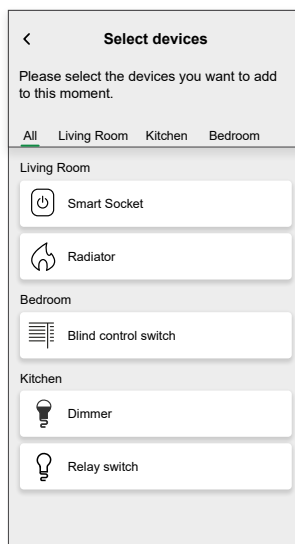 Select devices
Please select the devices you want to add
to this moment.
All Living Room Kitchen Bedroom
Living Room
Smart Socket
Radiator
Bedroom
Blind control switch
Kitchen
Dimmer
Relay switch